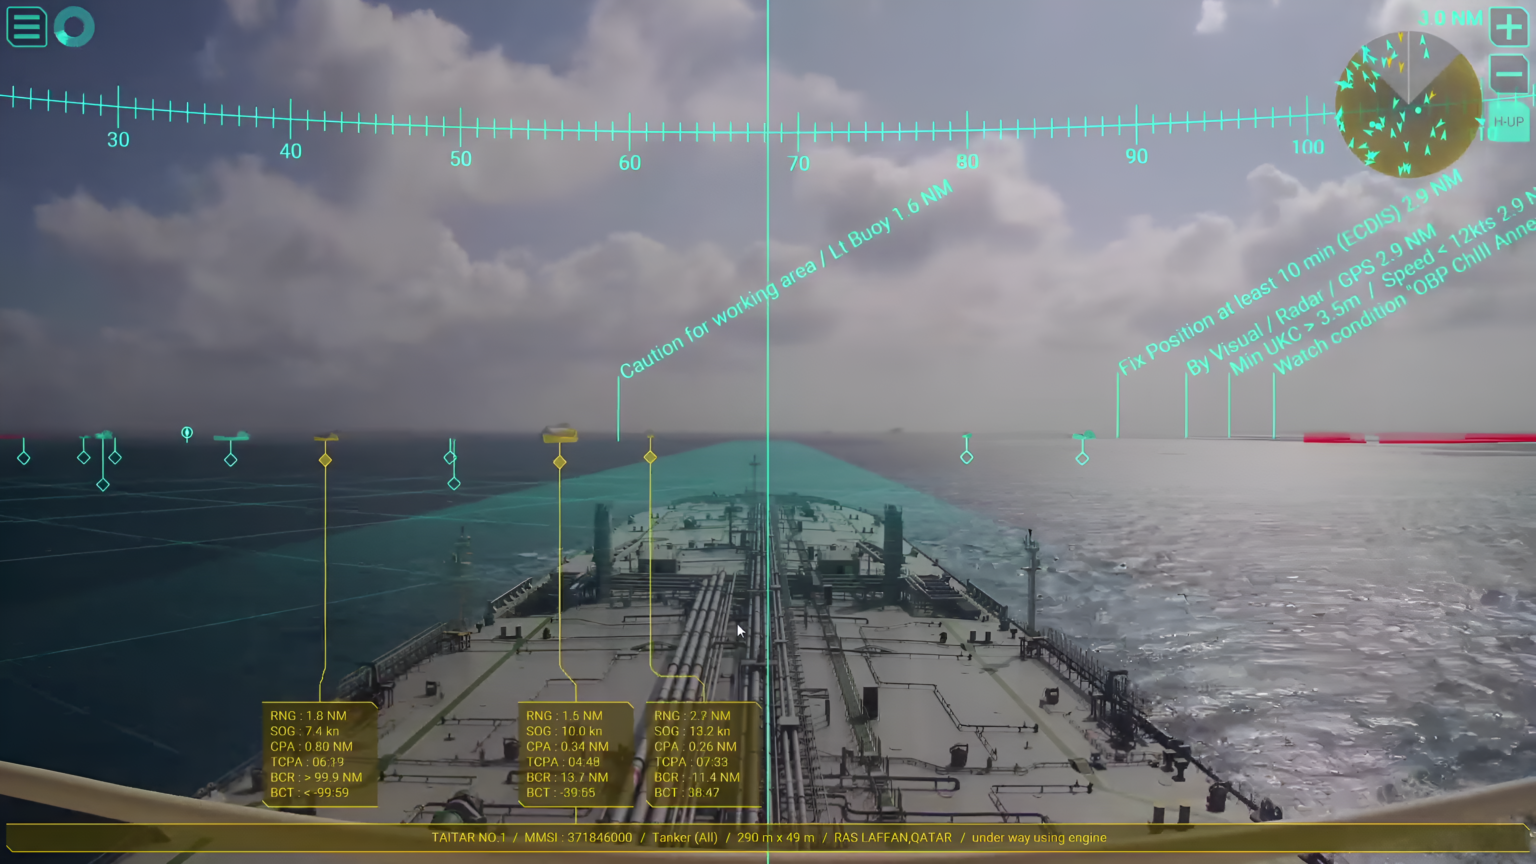 3.0 NM
H-UP
30
40
50
60
70
80
90
100
Caution for working area / Lt Buoy 1.6 NM
Fix Position at least 10 min (ECDIS) 2.9 NM
By Visual / Radar / GPS 2.9 NM
Min UKC > 3.5m / Speed < 12kts 2.9 N
Watch condition "OBP Chill Anne
RNG : 1.8 NM
SOG : 7.4 kn
CPA : 0.80 NM
TCPA : 06:19
BCR : > 99.9 NM
BCT : < -99:59
RNG : 1.5 NM
SOG : 10.0 kn
CPA : 0.34 NM
TCPA : 04:48
BCR : 13.7 NM
BCT : -39:55
RNG : 2.7 NM
SOG : 13.2 kn
CPA : 0.26 NM
TCPA : 07:33
BCR : -11.4 NM
BCT : 38:47
TAITAR NO.1 / MMSI : 371846000 / Tanker (All) / 290 m x 49 m / RAS LAFFAN,QATAR / under way using engine